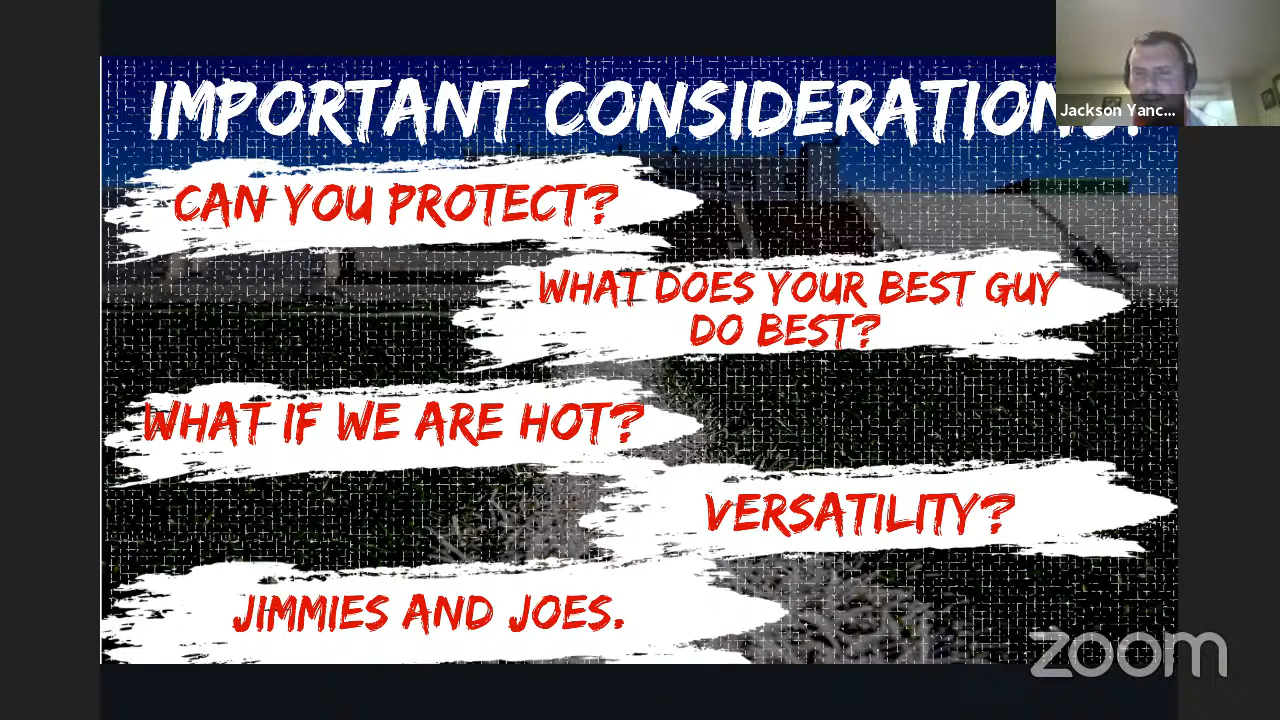 IMPORTANT CONSIDERATIONS:
Jackson Yanc...
CAN YOU PROTECT?
WHAT DOES YOUR BEST GUY
DO BEST?
WHAT IF WE ARE HOT?
VERSATILITY?
JIMMIES AND JOES.
zoom